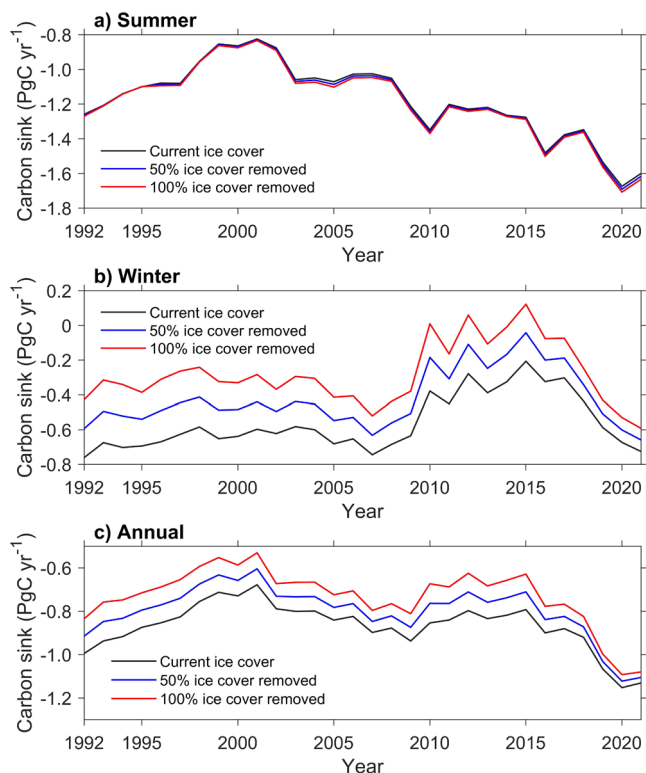 a) Summer
Carbon sink (PgC yr⁻¹)
-0.8
-1.0
-1.2
-1.4
-1.6
-1.8
Current ice cover
50% ice cover removed
100% ice cover removed
1992 1995 2000 2005 2010 2015 2020
Year
b) Winter
Carbon sink (PgC yr⁻¹)
0.2
0
-0.2
-0.4
-0.6
-0.8
Current ice cover
50% ice cover removed
100% ice cover removed
1992 1995 2000 2005 2010 2015 2020
Year
c) Annual
Carbon sink (PgC yr⁻¹)
-0.6
-0.8
-1.0
-1.2
Current ice cover
50% ice cover removed
100% ice cover removed
1992 1995 2000 2005 2010 2015 2020
Year